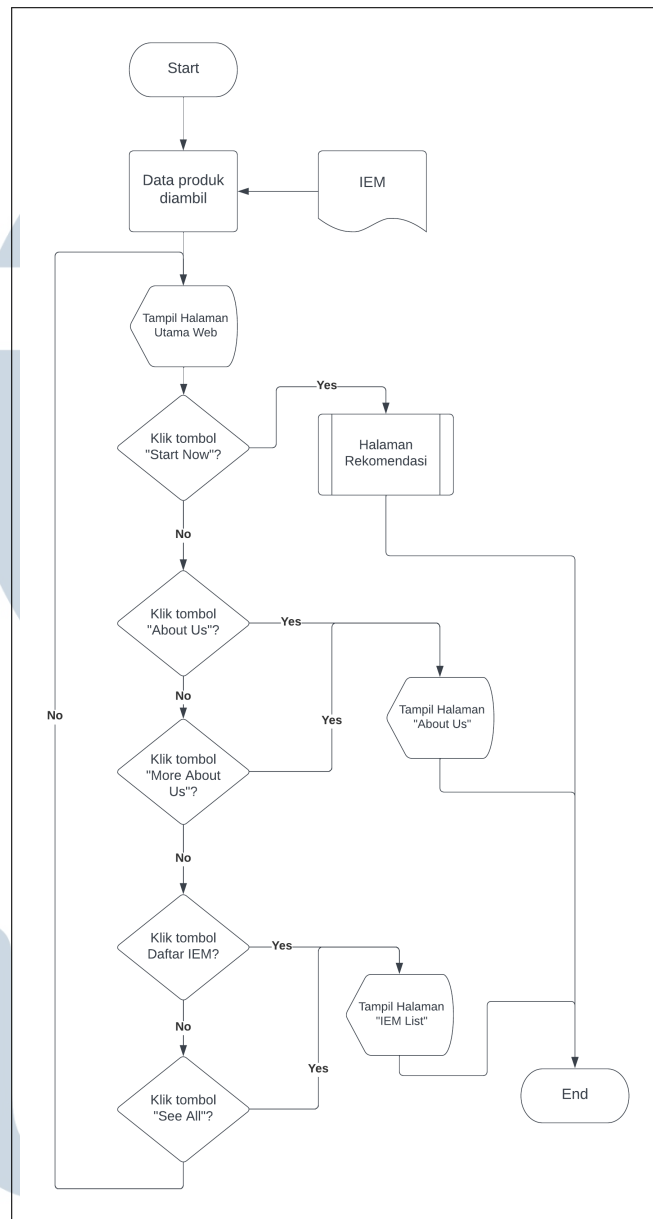 Start
Data produk
diambil
IEM
Tampil Halaman
Utama Web
Yes
Klik tombol
"Start Now"?
Halaman
Rekomendasi
No
Klik tombol
"About Us"?
Yes
No
Tampil Halaman
"About Us"
No
Yes
Klik tombol
"More About
Us"?
No
Klik tombol
Daftar IEM?
Yes
Tampil Halaman
"IEM List"
No
Yes
Klik tombol
"See All"?
End